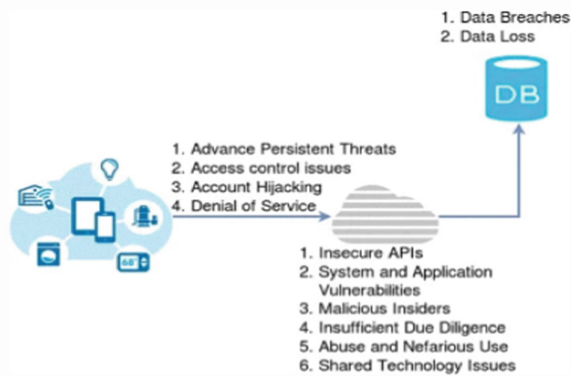 1. Data Breaches
2. Data Loss
DB
1. Advance Persistent Threats
2. Access control issues
3. Account Hijacking
4. Denial of Service
68°
1. Insecure APIs
2. System and Application
Vulnerabilities
3. Malicious Insiders
4. Insufficient Due Diligence
5. Abuse and Nefarious Use
6. Shared Technology Issues